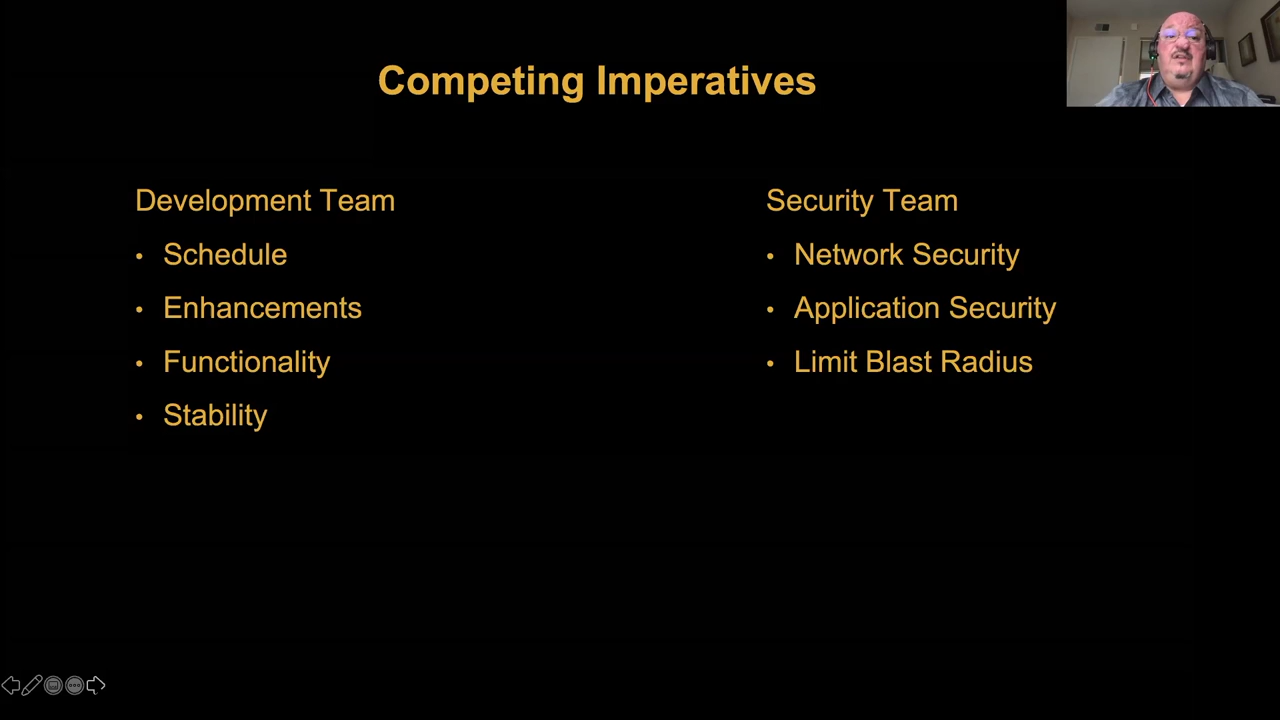 Competing Imperatives
Development Team
• Schedule
• Enhancements
• Functionality
• Stability
Security Team
• Network Security
• Application Security
• Limit Blast Radius